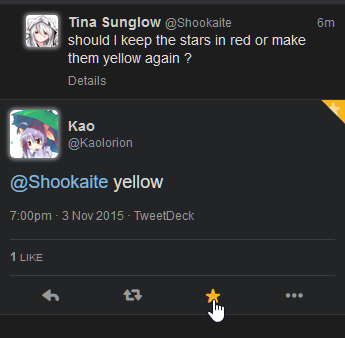 Tina Sunglow @Shookaite 6m
should I keep the stars in red or make
them yellow again ?
Details
Kao
@Kaolorion
@Shookaite yellow
7:00pm · 3 Nov 2015 · TweetDeck
1 LIKE